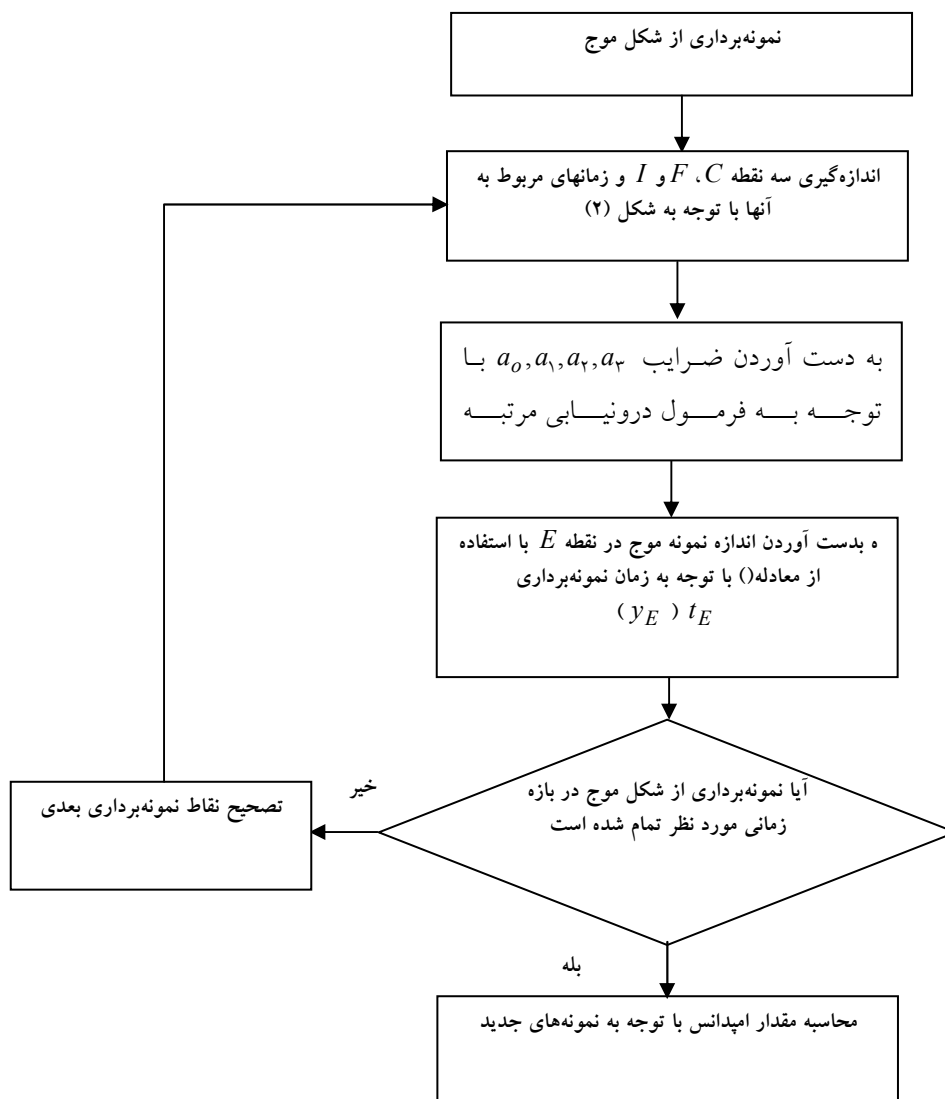 نمونه‌برداری از شکل موج
اندازه‌گیری سه نقطه F ، C و I و زمانهای مربوط به
آنها با توجه به شکل (۲)
به دست آوردن ضرایب a_o,a_۱,a_۲,a_۳ با
توجه به فرمول درونیابی مرتبه
ه بدست آوردن اندازه نمونه موج در نقطه E با استفاده
از معادله() با توجه به زمان نمونه‌برداری
( y_E ) t_E
آیا نمونه‌برداری از شکل موج در بازه
زمانی مورد نظر تمام شده است
خیر
تصحیح نقاط نمونه‌برداری بعدی
بله
محاسبه مقدار امپدانس با توجه به نمونه‌های جدید